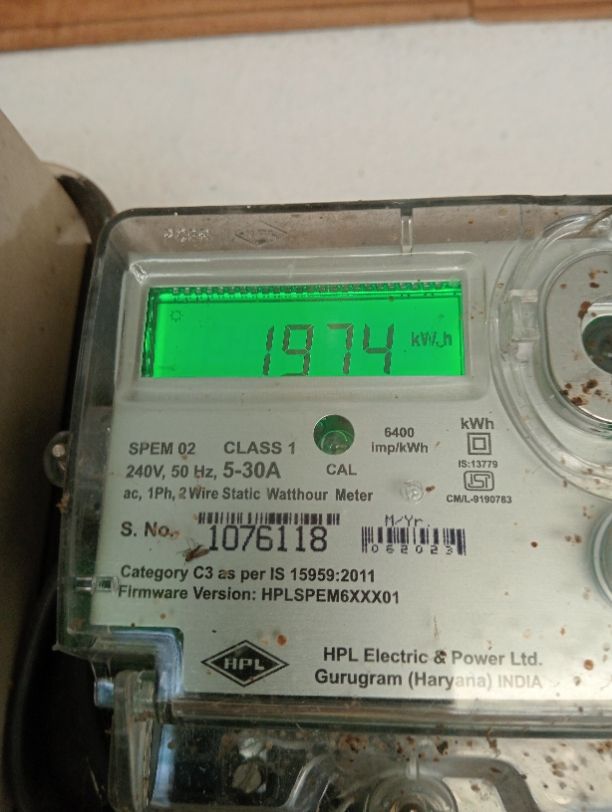 1974 kWh
SPEM 02 CLASS 1
240V, 50 Hz, 5-30A
ac, 1Ph, 2 Wire Static Watthour Meter
CAL
6400
imp/kWh
kWh
IS:13779
CM/L-9190783
S. No. 1076118
M/Yr.
062023
Category C3 as per IS 15959:2011
Firmware Version: HPLSPEM6XXX01
HPL
HPL Electric & Power Ltd.
Gurugram (Haryana) INDIA